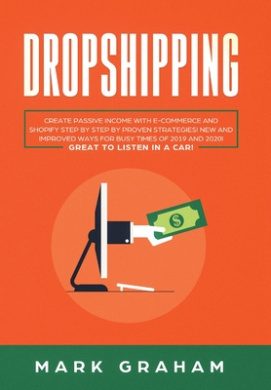 DROPSHIPPING
CREATE PASSIVE INCOME WITH E-COMMERCE AND
SHOPIFY STEP BY STEP BY PROVEN STRATEGIES! NEW AND
IMPROVED WAYS FOR BUSY TIMES OF 2019 AND 2020!
GREAT TO LISTEN IN A CAR!
$
MARK GRAHAM